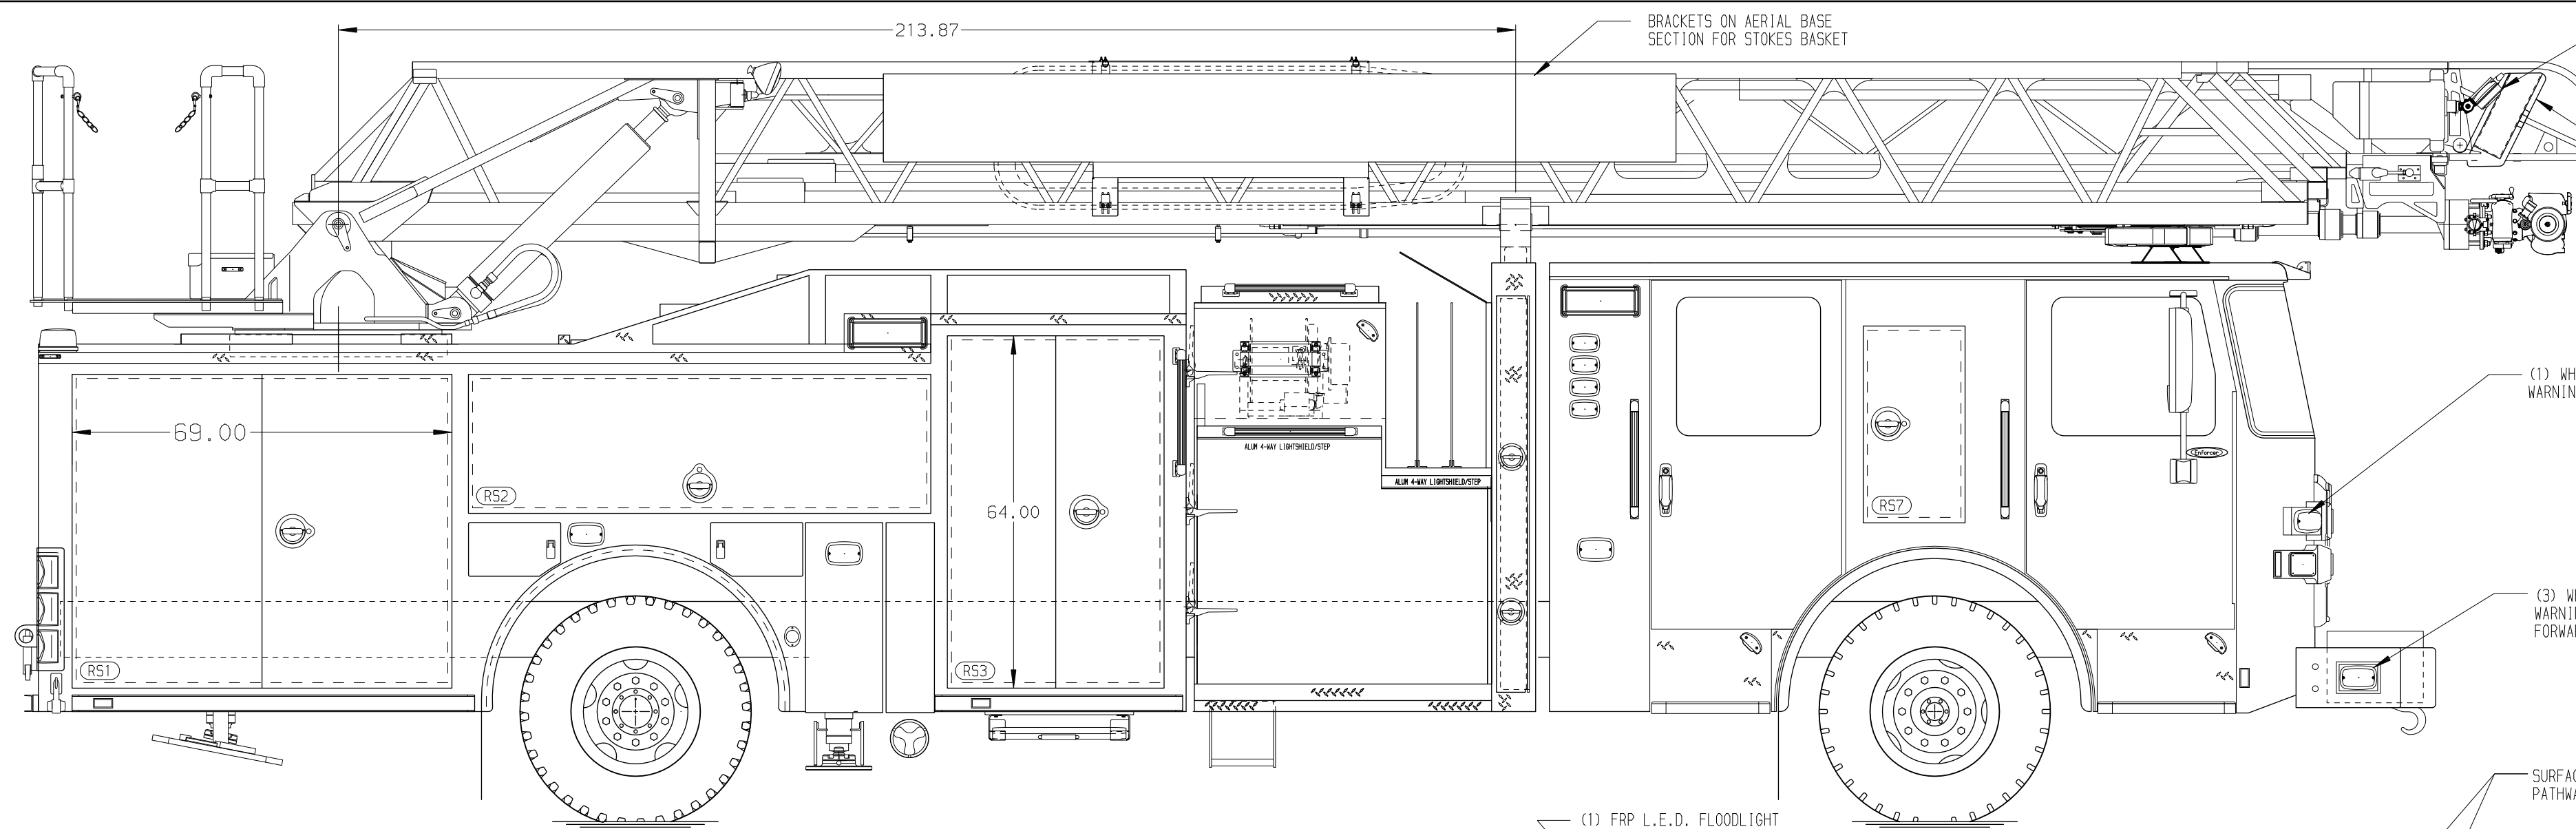 213.87
BRACKETS ON AERIAL BASE
SECTION FOR STOKES BASKET
69.00
RS2
64.00
ALUM 4-WAY LIGHTSHIELD/STEP
ALUM 4-WAY LIGHTSHIELD/STEP
Enforcer
RS7
RS1
RS3
(1) WH
WARNIN
(3) WH
WARNIN
FORWA
SURFAC
PATHWA
(1) FRP L.E.D. FLOODLIGHT